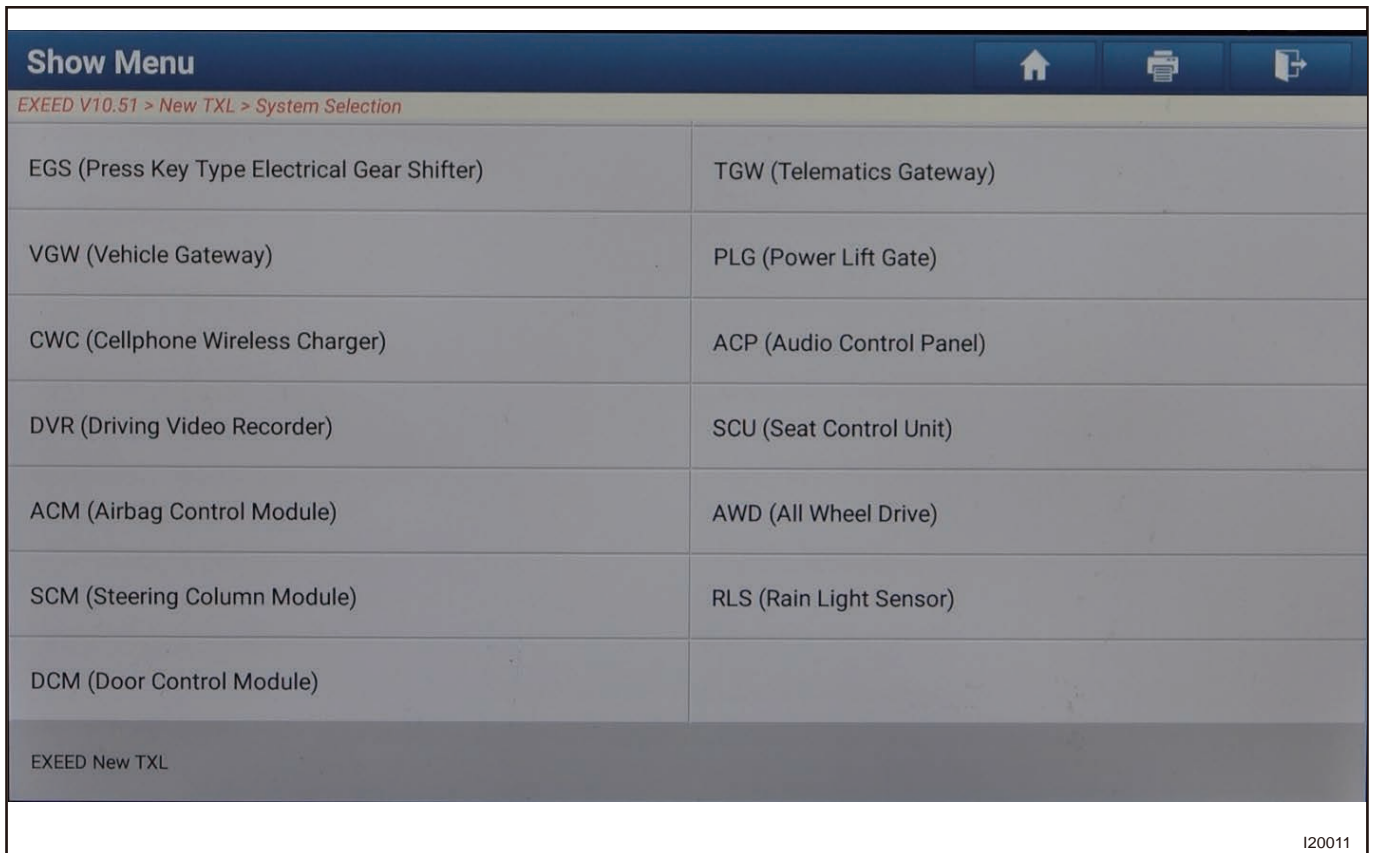 Show Menu
EXEED V10.51 > New TXL > System Selection
EGS (Press Key Type Electrical Gear Shifter)
TGW (Telematics Gateway)
VGW (Vehicle Gateway)
PLG (Power Lift Gate)
CWC (Cellphone Wireless Charger)
ACP (Audio Control Panel)
DVR (Driving Video Recorder)
SCU (Seat Control Unit)
ACM (Airbag Control Module)
AWD (All Wheel Drive)
SCM (Steering Column Module)
RLS (Rain Light Sensor)
DCM (Door Control Module)
EXEED New TXL
I20011